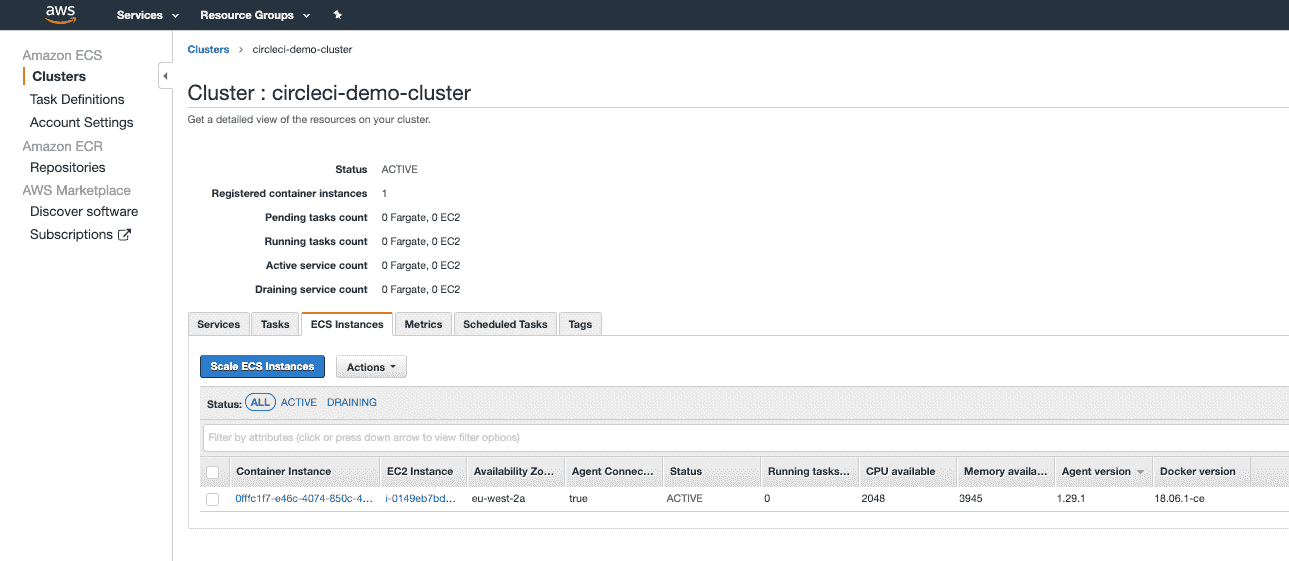 aws Services Resource Groups
Amazon ECS
Clusters
Task Definitions
Account Settings
Amazon ECR
Repositories
AWS Marketplace
Discover software
Subscriptions
Clusters > circleci-demo-cluster
Cluster : circleci-demo-cluster
Get a detailed view of the resources on your cluster.
Status ACTIVE
Registered container instances 1
Pending tasks count 0 Fargate, 0 EC2
Running tasks count 0 Fargate, 0 EC2
Active service count 0 Fargate, 0 EC2
Draining service count 0 Fargate, 0 EC2
Services Tasks ECS Instances Metrics Scheduled Tasks Tags
Scale ECS Instances Actions
Status: ALL ACTIVE DRAINING
Filter by attributes (click or press down arrow to view filter options)
Container Instance EC2 Instance Availability Zo... Agent Connec... Status Running tasks... CPU available Memory availa... Agent version Docker version
0fffc1f7-e46c-4074-850c-4... i-0149eb7bd... eu-west-2a true ACTIVE 0 2048 3945 1.29.1 18.06.1-ce